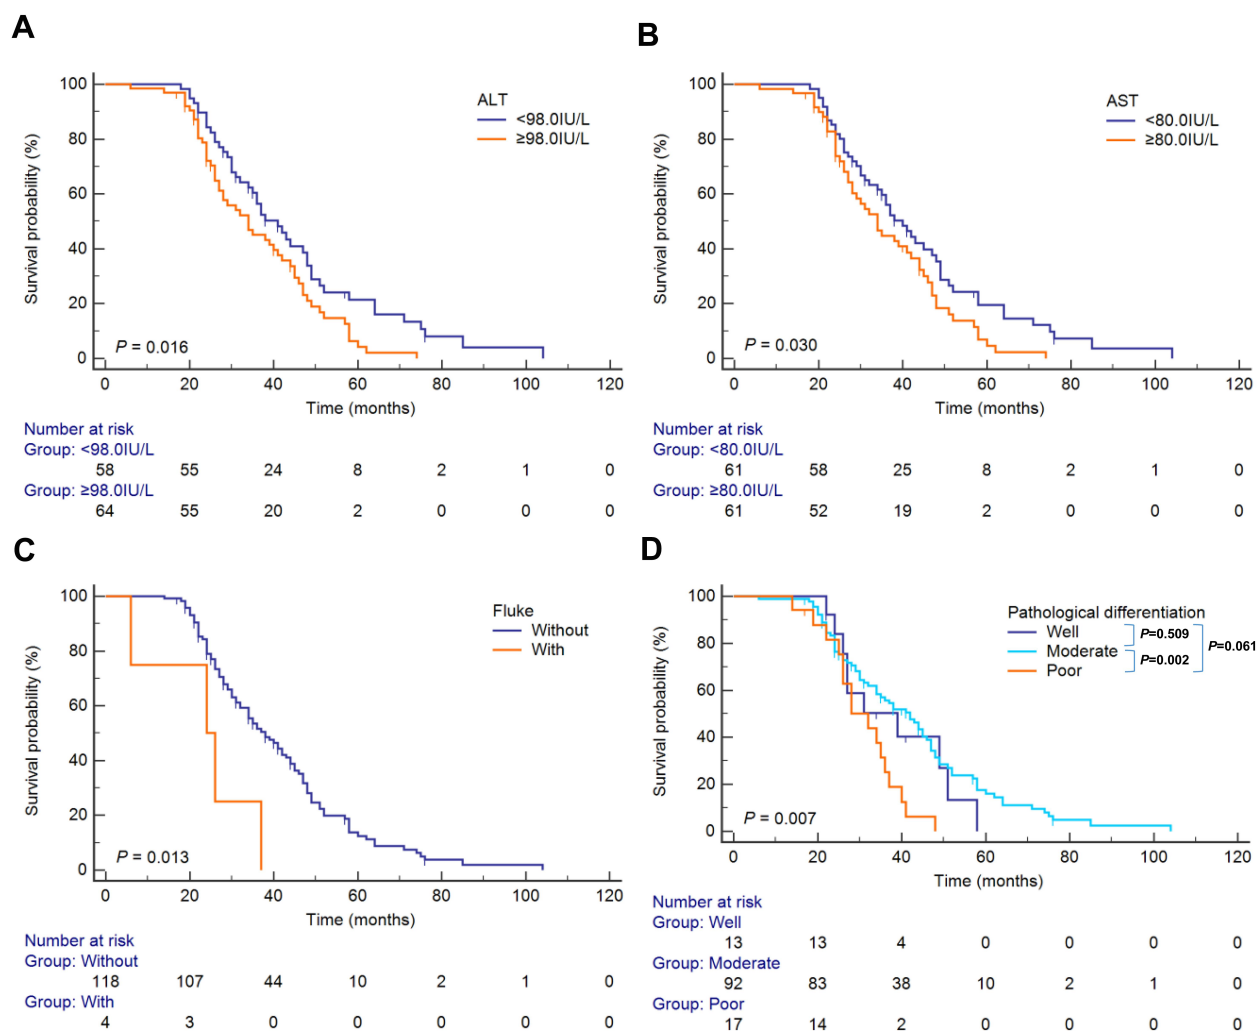 A
100
80
60
40
20
0
Survival probability (%)
ALT
<98.0IU/L
≥98.0IU/L
P = 0.016
0 20 40 60 80 100 120
Time (months)
Number at risk
Group: <98.0IU/L
58 55 24 8 2 1 0
Group: ≥98.0IU/L
64 55 20 2 0 0 0
B
100
80
60
40
20
0
Survival probability (%)
AST
<80.0IU/L
≥80.0IU/L
P = 0.030
0 20 40 60 80 100 120
Time (months)
Number at risk
Group: <80.0IU/L
61 58 25 8 2 1 0
Group: ≥80.0IU/L
61 52 19 2 0 0 0
C
100
80
60
40
20
0
Survival probability (%)
Fluke
Without
With
P = 0.013
0 20 40 60 80 100 120
Time (months)
Number at risk
Group: Without
118 107 44 10 2 1 0
Group: With
4 3 0 0 0 0 0
D
100
80
60
40
20
0
Survival probability (%)
Pathological differentiation
Well
Moderate
Poor
P=0.509
P=0.002
P=0.061
P = 0.007
0 20 40 60 80 100 120
Time (months)
Number at risk
Group: Well
13 13 4 0 0 0 0
Group: Moderate
92 83 38 10 2 1 0
Group: Poor
17 14 2 0 0 0 0